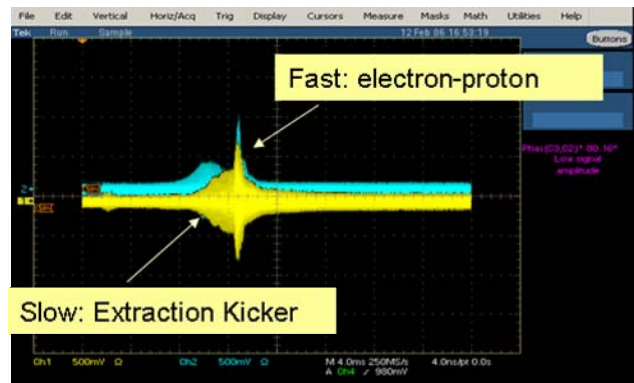 File Edit Vertical Horiz/Acq Trig Display Cursors Measure Masks Math Utilities Help
Tek Run Sample 12 Feb 06 16:53:19 Buttons
Fast: electron-proton
Low signal
amplitude
Slow: Extraction Kicker
Ch1 500mV Ω Ch2 500mV Ω M 4.0ms 250MS/s 4.0ns/pt 0.0s
A Ch4 980mV